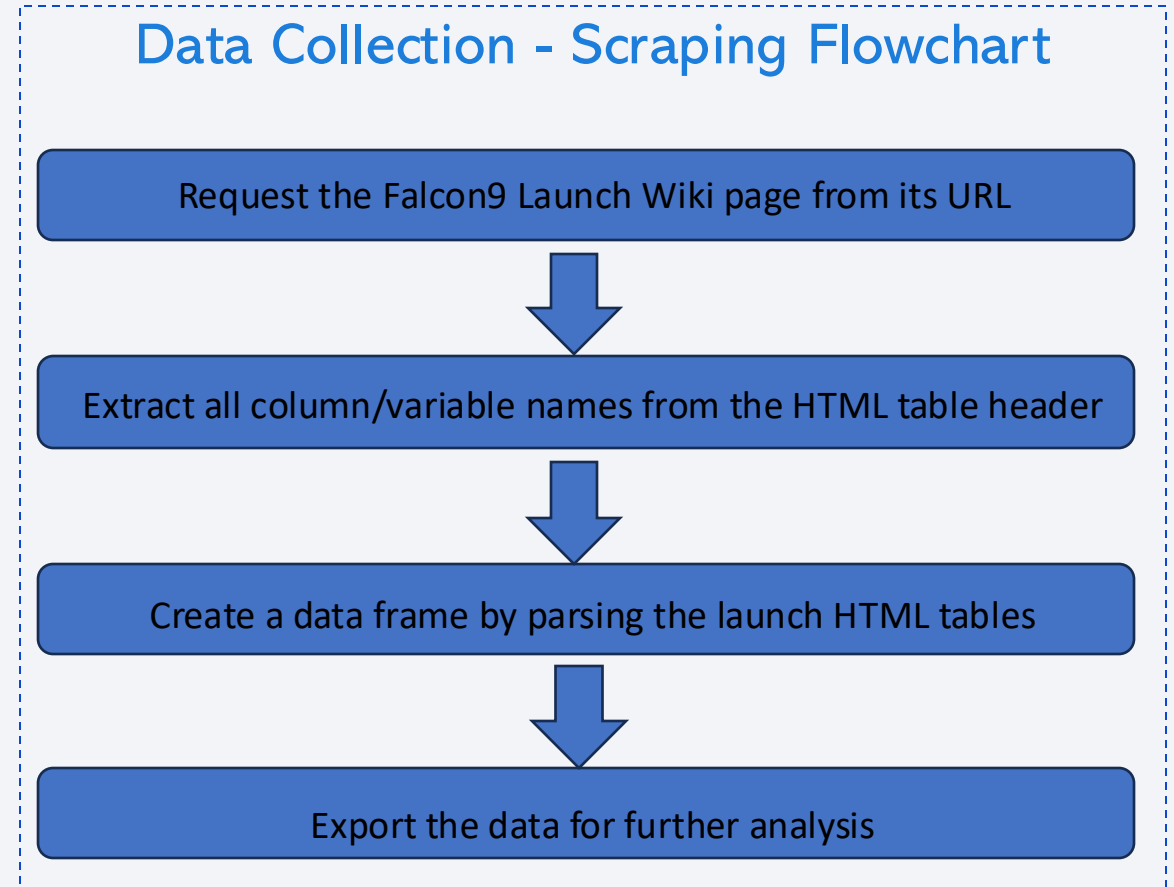 Data Collection - Scraping Flowchart
Request the Falcon9 Launch Wiki page from its URL
Extract all column/variable names from the HTML table header
Create a data frame by parsing the launch HTML tables
Export the data for further analysis